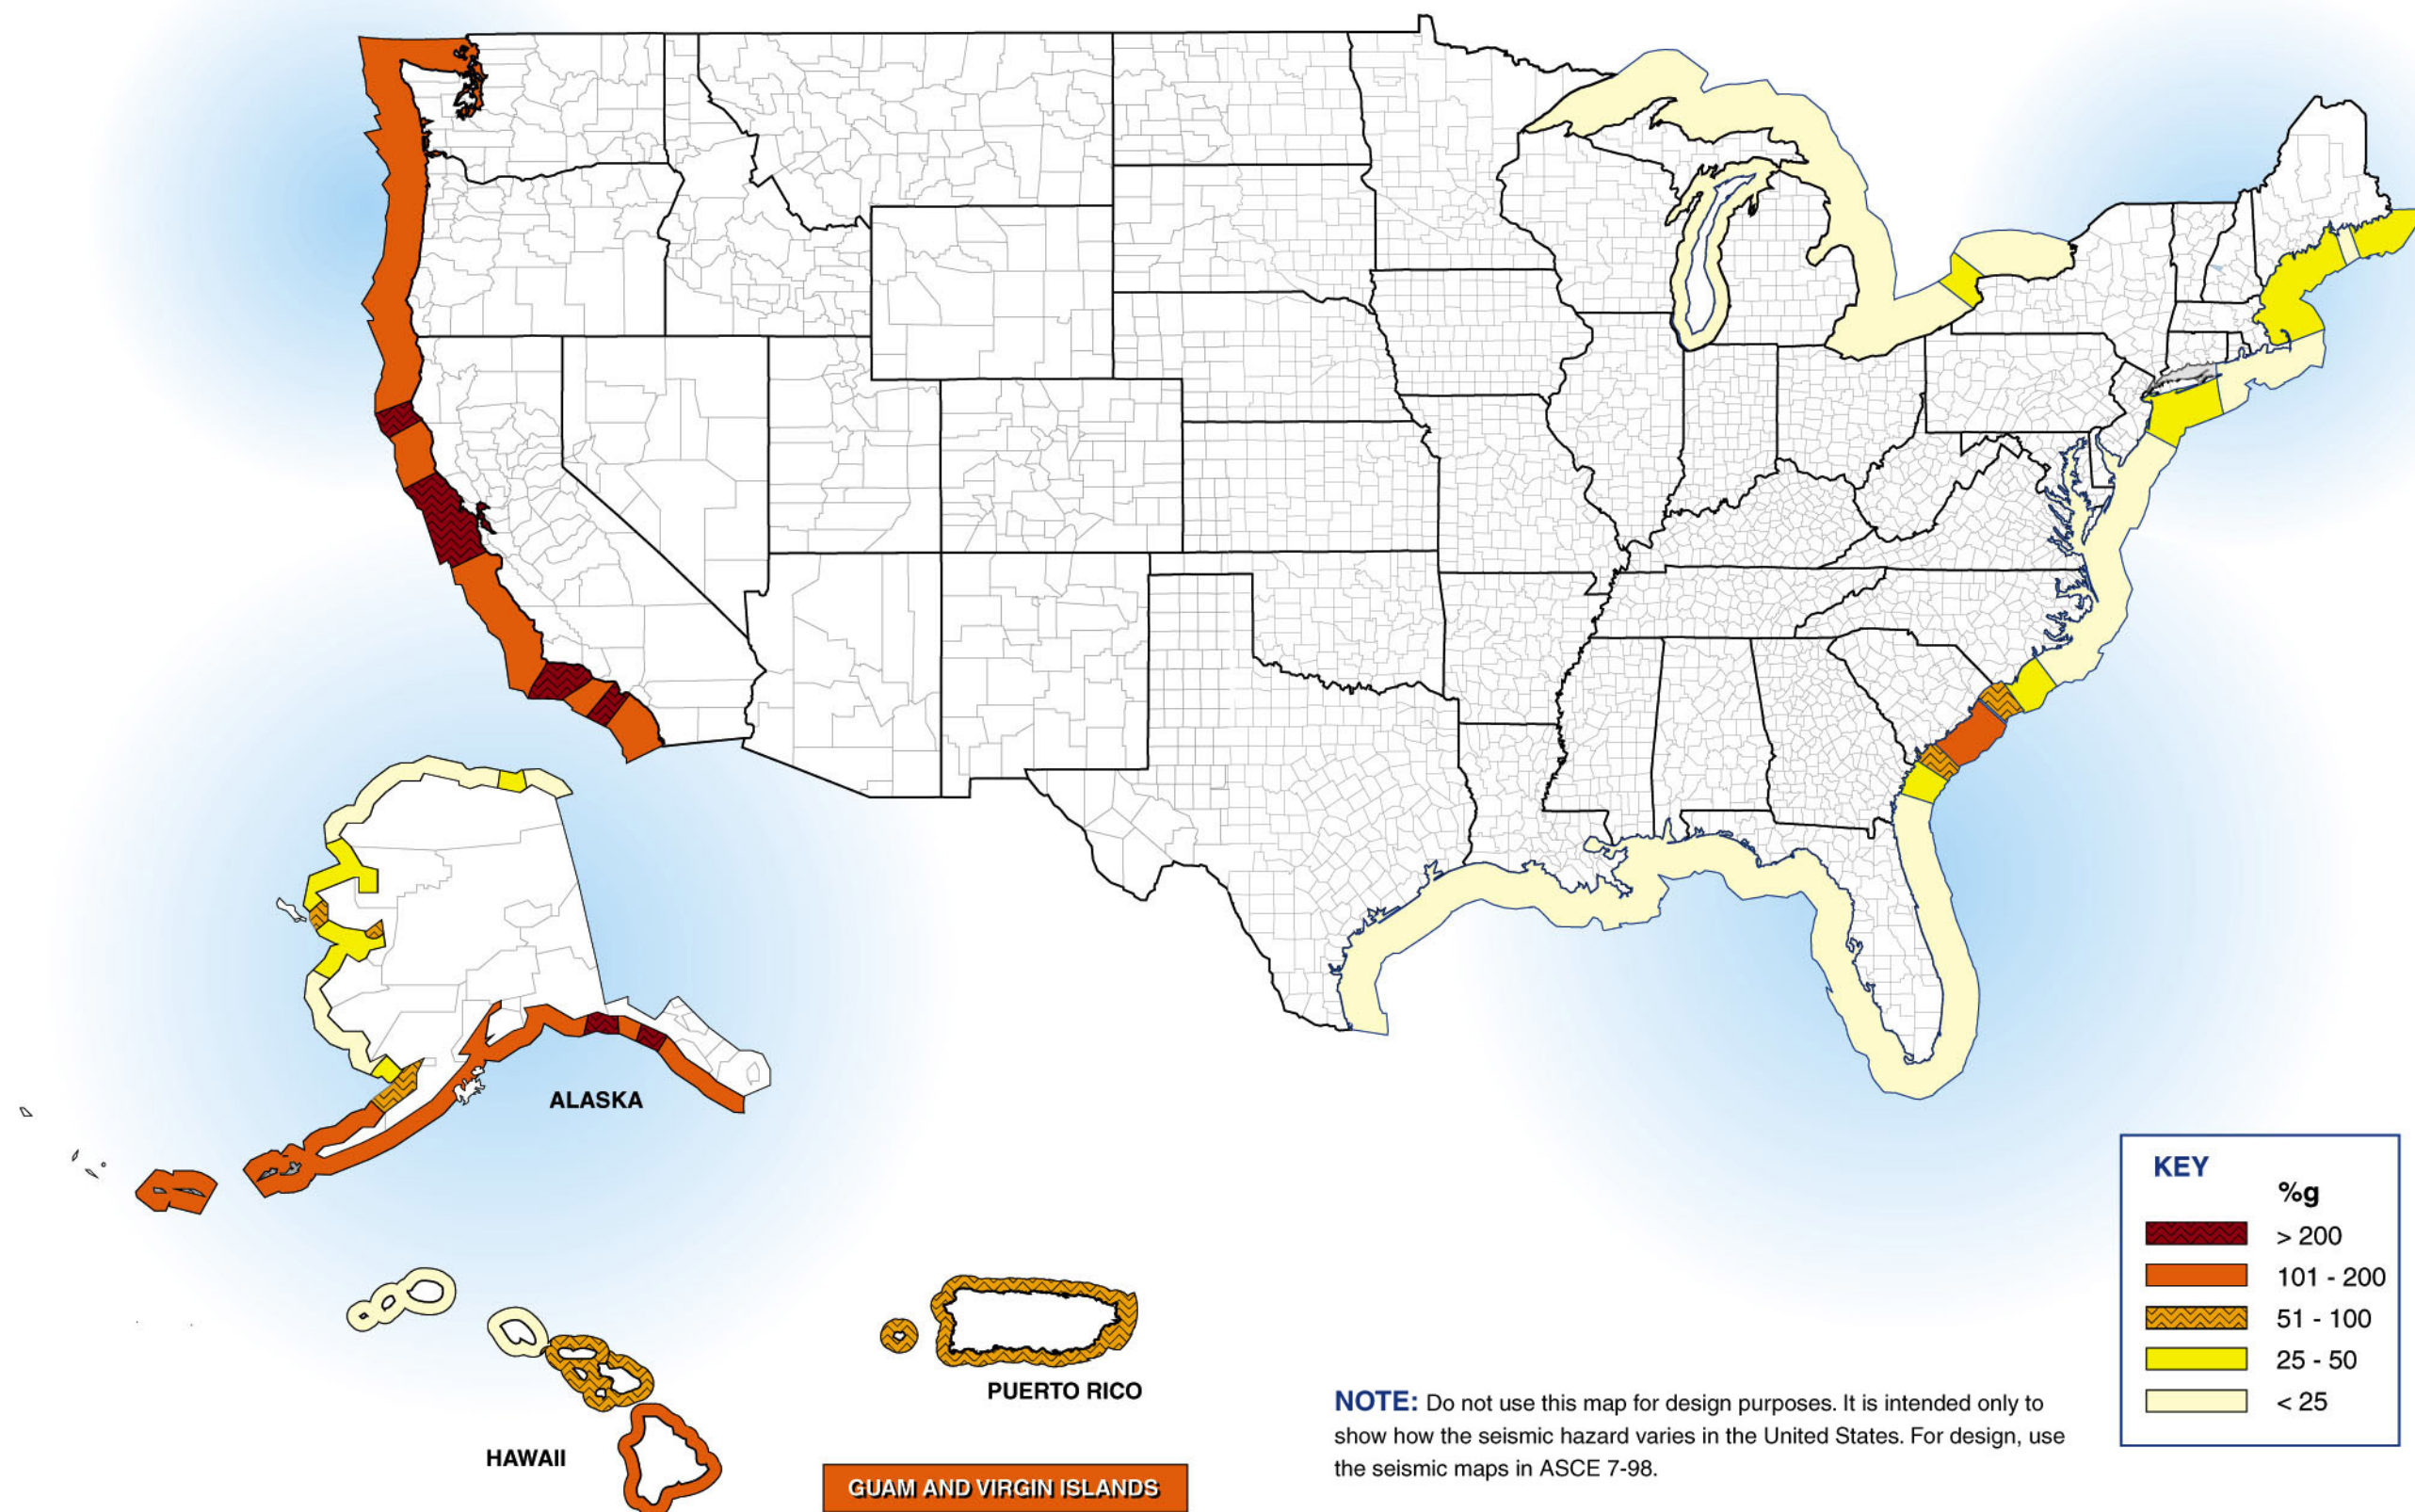 ALASKA
HAWAII
PUERTO RICO
GUAM AND VIRGIN ISLANDS
NOTE: Do not use this map for design purposes. It is intended only to
show how the seismic hazard varies in the United States. For design, use
the seismic maps in ASCE 7-98.
KEY
%g
> 200
101 - 200
51 - 100
25 - 50
< 25